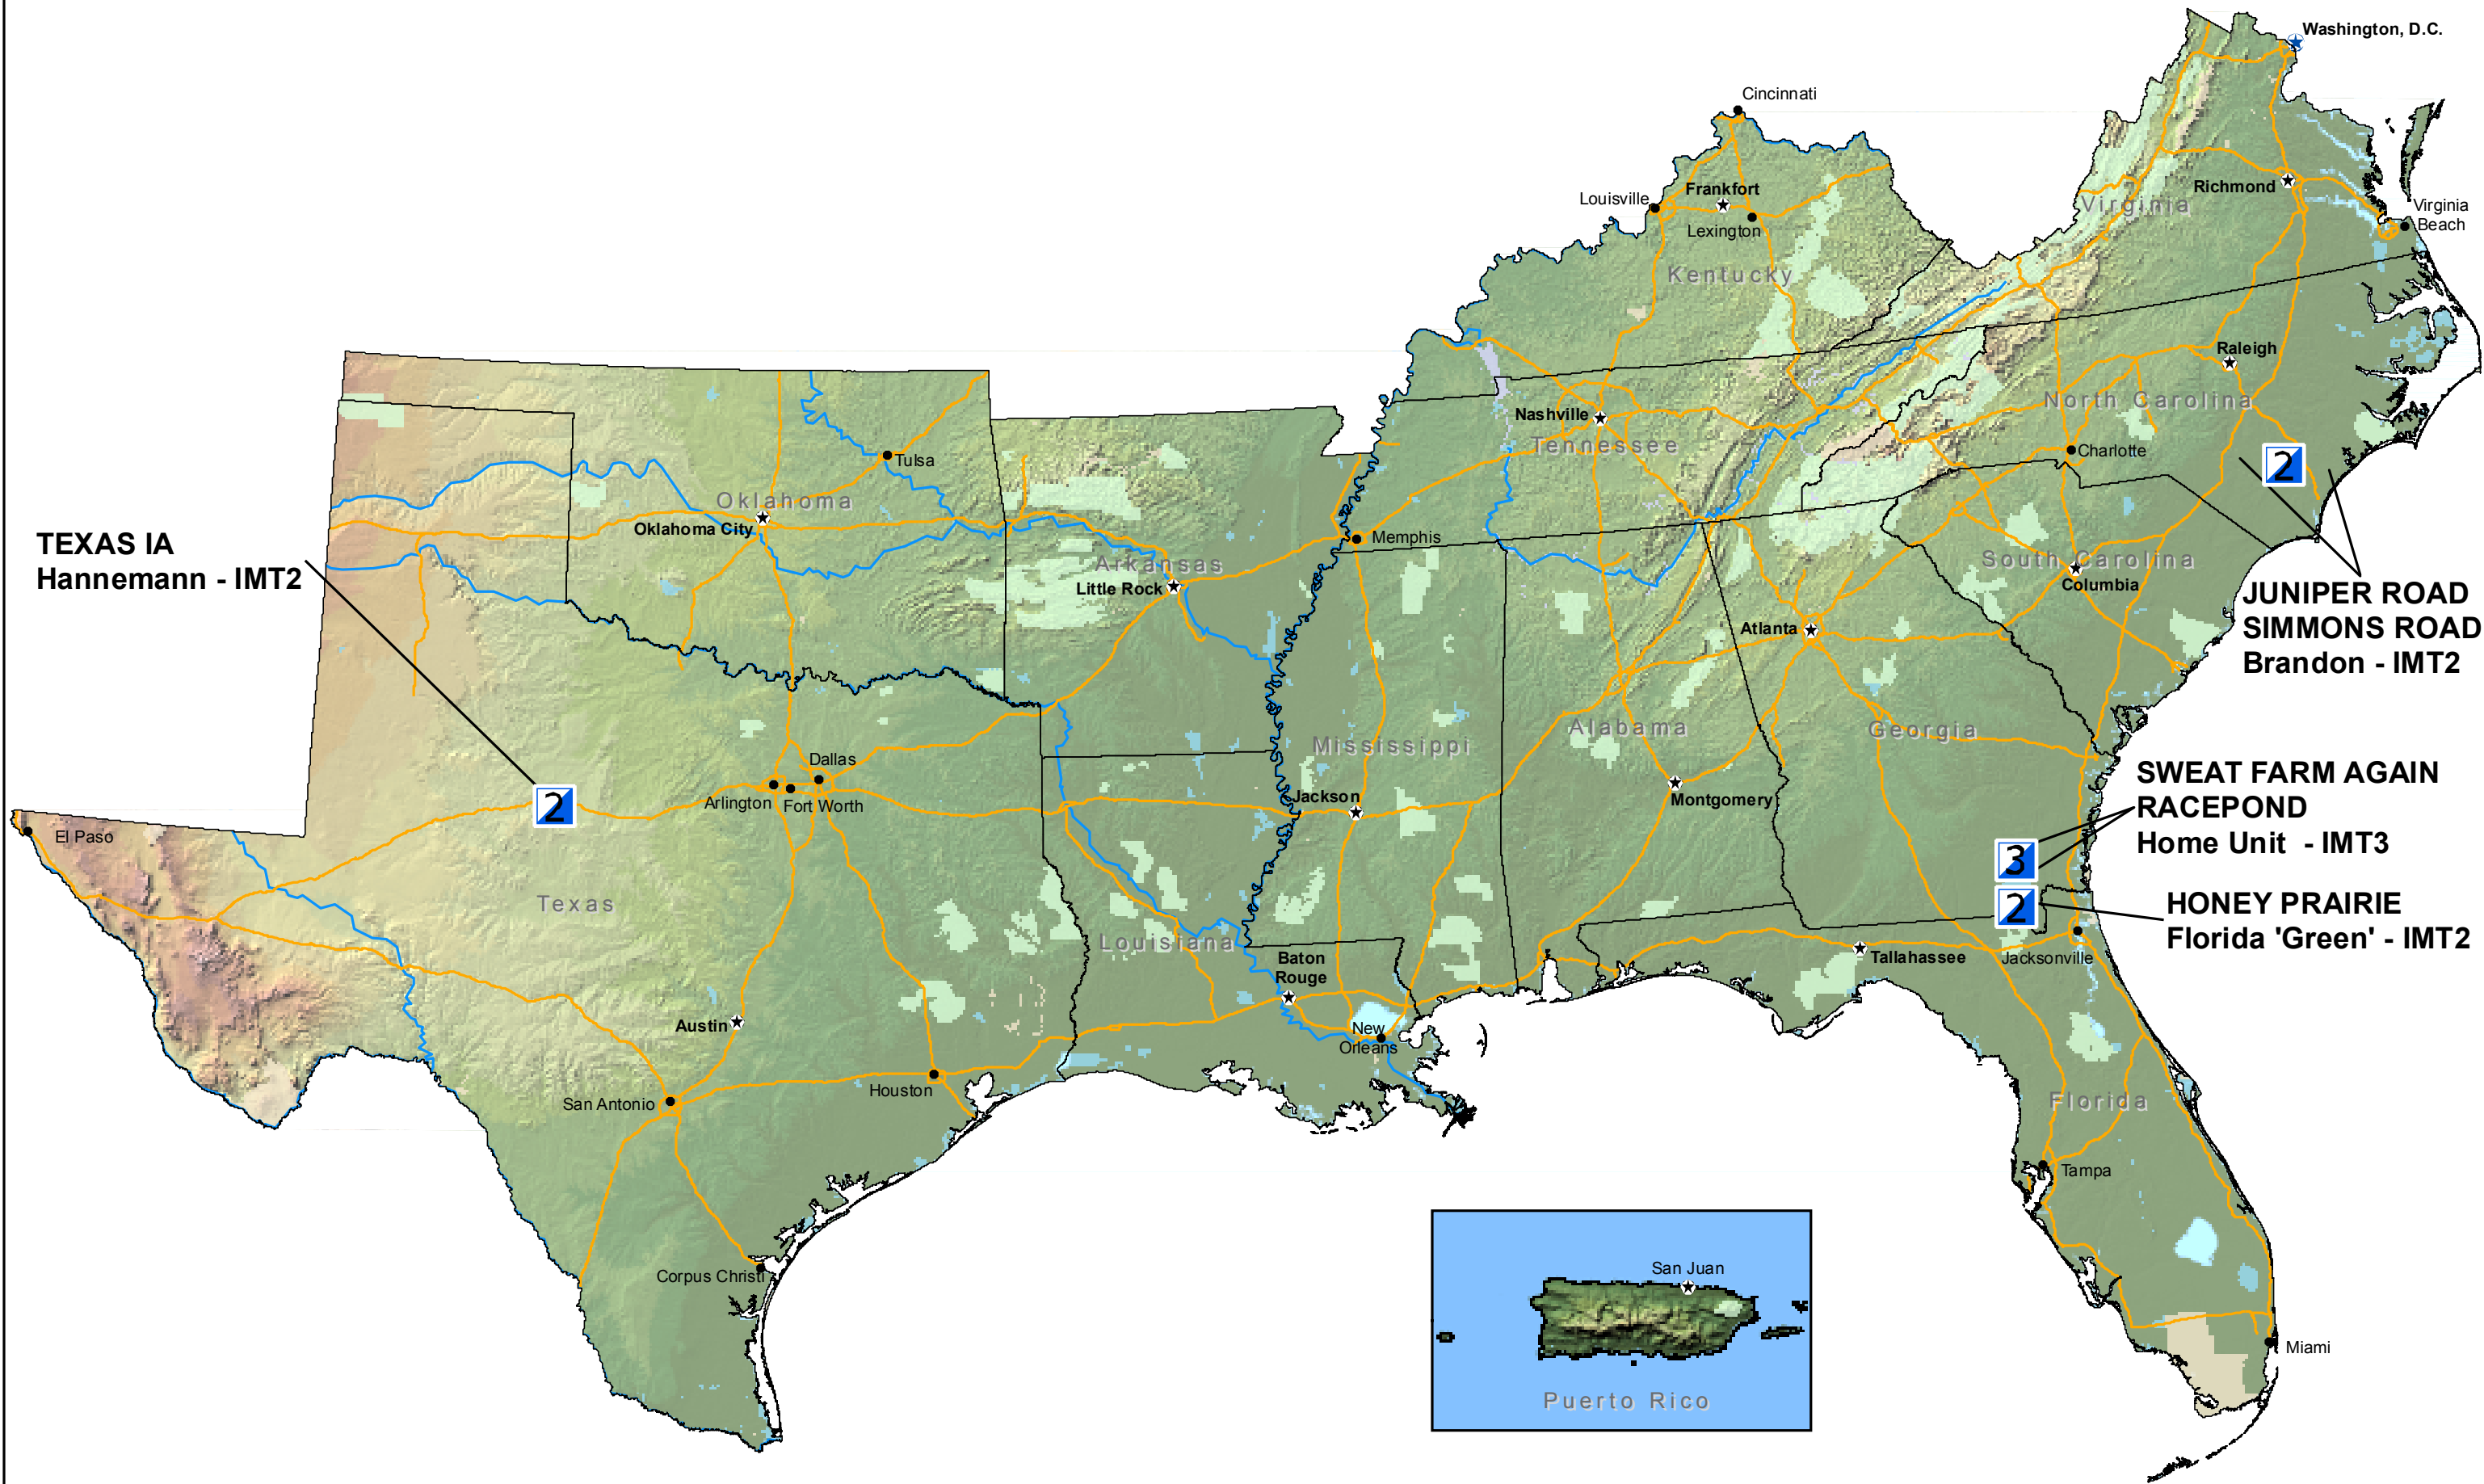 Washington, D.C.
Cincinnati
Louisville
Frankfort
Lexington
Richmond
Virginia
Virginia
Beach
Kentucky
Raleigh
North Carolina
Nashville
Tennessee
Charlotte
2
Tulsa
Oklahoma
Oklahoma City
TEXAS IA
Hannemann - IMT2
Memphis
Arkansas
Little Rock
South Carolina
Columbia
JUNIPER ROAD
SIMMONS ROAD
Brandon - IMT2
Atlanta
Alabama
Georgia
Mississippi
Dallas
Arlington
Fort Worth
2
Jackson
Montgomery
SWEAT FARM AGAIN
RACEPOND
Home Unit - IMT3
3
El Paso
Texas
2
HONEY PRAIRIE
Florida 'Green' - IMT2
Louisiana
Baton
Rouge
Tallahassee
Jacksonville
Austin
New
Orleans
Houston
San Antonio
Florida
Tampa
Corpus Christi
San Juan
Puerto Rico
Miami